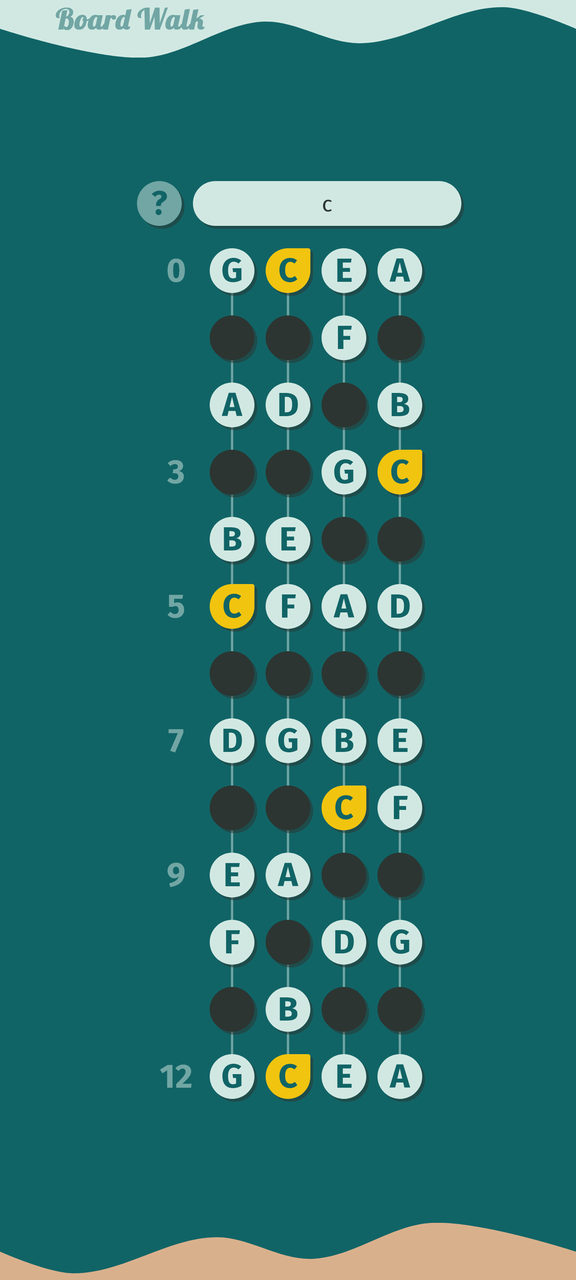 Board Walk
? c
0 G C E A
F
A D B
3 G C
B E
5 C F A D
7 D G B E
C F
9 E A
F D G
B
12 G C E A